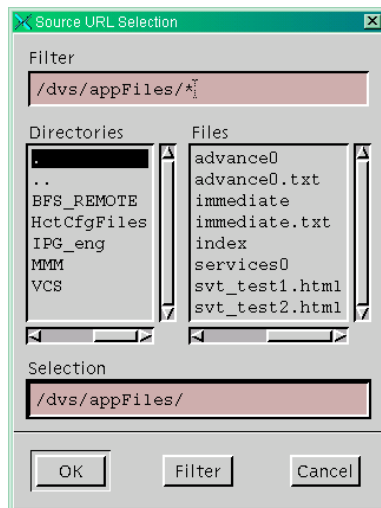 Source URL Selection
Filter
/dvs/appFiles/*
Directories
.
..
BFS_REMOTE
HctCfgFiles
IPG_eng
MMM
VCS
Files
advance0
advance0.txt
immediate
immediate.txt
index
services0
svt_test1.html
svt_test2.html
Selection
/dvs/appFiles/
OK
Filter
Cancel